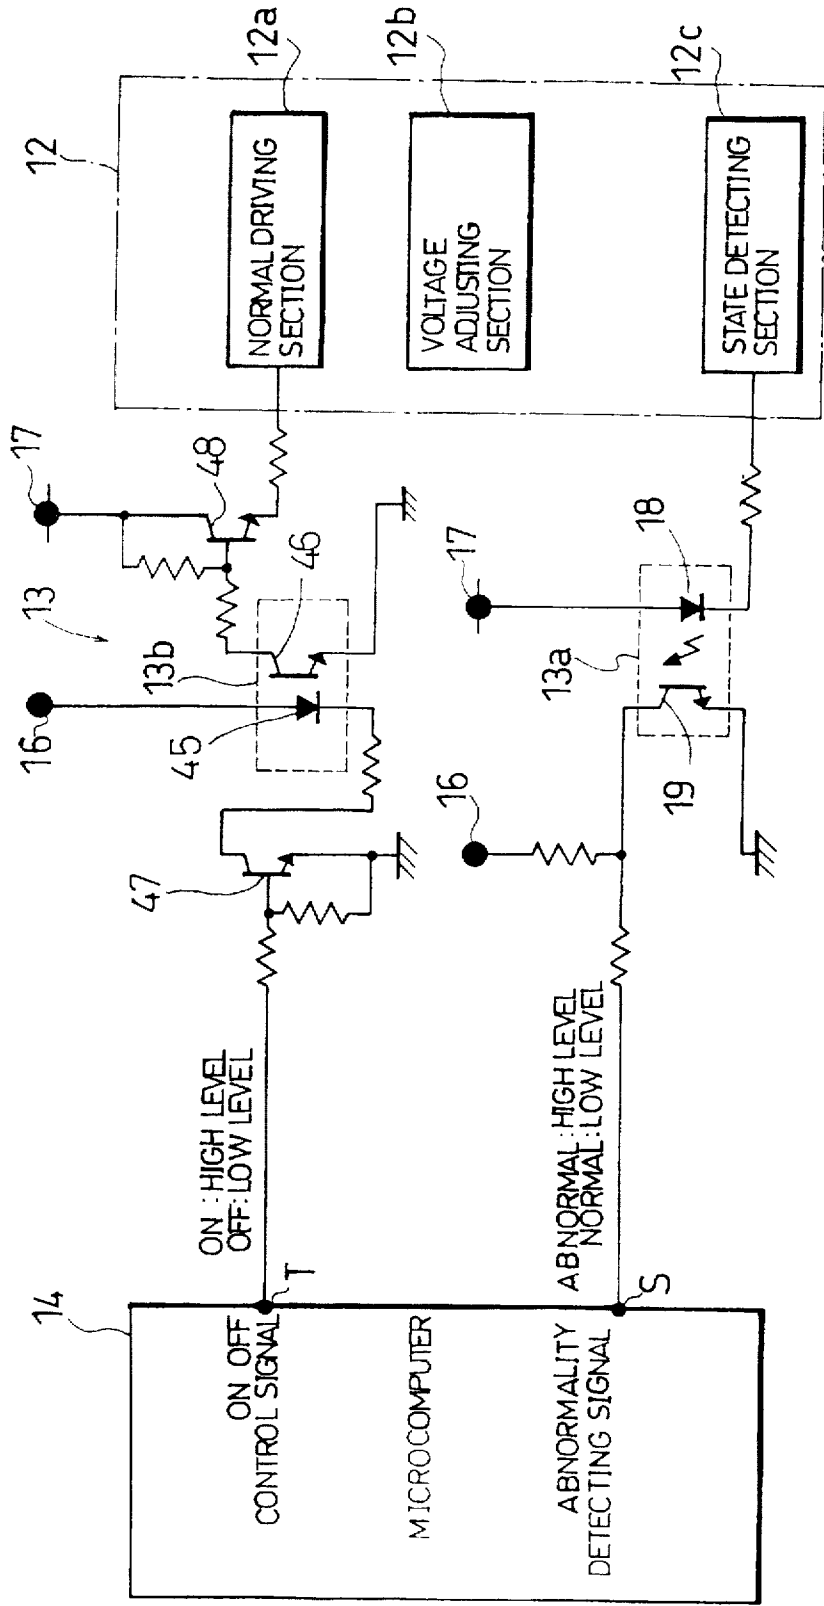 14
ON OFF
CONTROL SIGNAL
T
MICROCOMPUTER
ABNORMALITY
DETECTING SIGNAL
S
ON : HIGH LEVEL
OFF : LOW LEVEL
ABNORMAL : HIGH LEVEL
NORMAL : LOW LEVEL
47
16
45
13b
46
13
17
48
16
19
13a
18
17
12
NORMAL DRIVING
SECTION
12a
VOLTAGE
ADJUSTING
SECTION
12b
STATE DETECTING
SECTION
12c